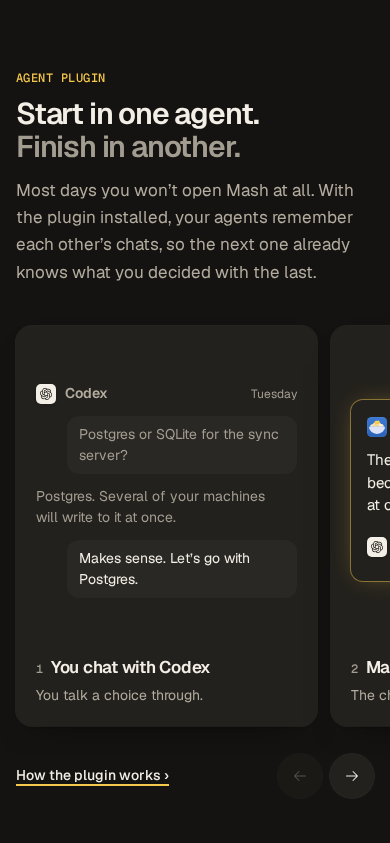 AGENT PLUGIN
Start in one agent.
Finish in another.
Most days you won’t open Mash at all. With
the plugin installed, your agents remember
each other’s chats, so the next one already
knows what you decided with the last.
Codex
Tuesday
Postgres or SQLite for the sync
server?
Postgres. Several of your machines
will write to it at once.
Makes sense. Let's go with
Postgres.
1 You chat with Codex
You talk a choice through.
The
at
2 Ma
The
How the plugin works ›
← →